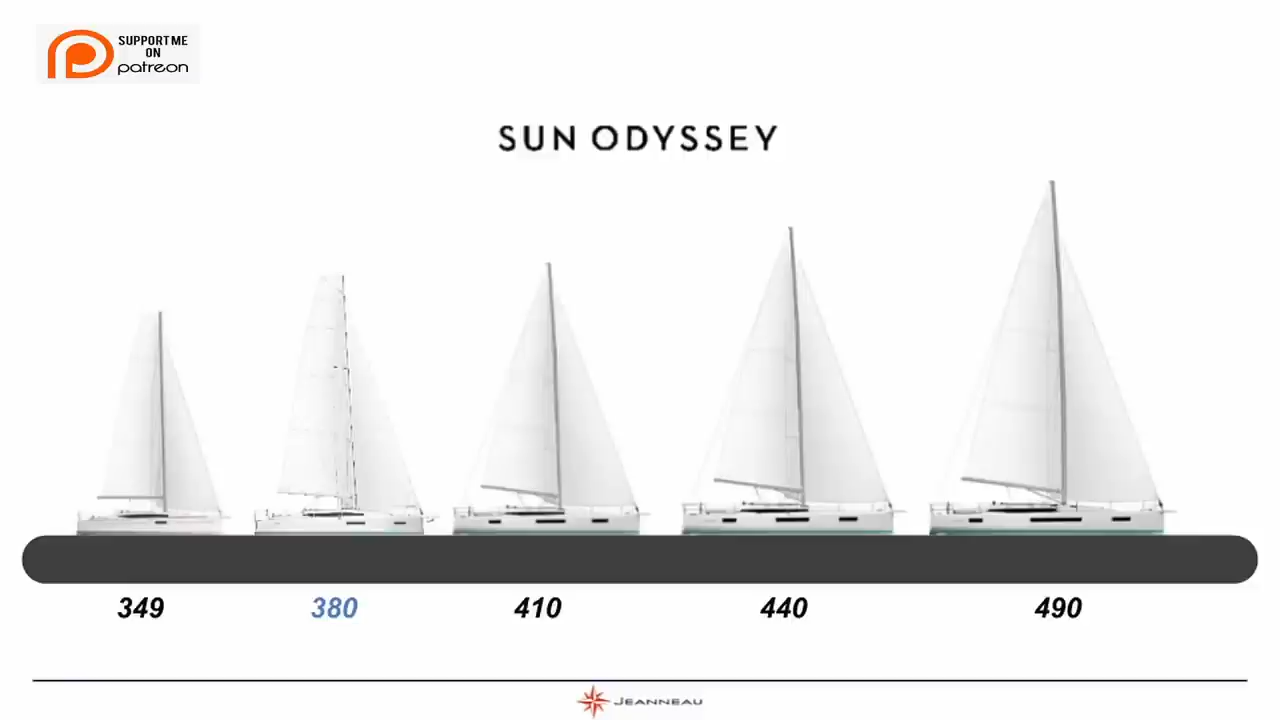 SUPPORT ME
ON
patreon
SUN ODYSSEY
349
380
410
440
490
JEANNEAU